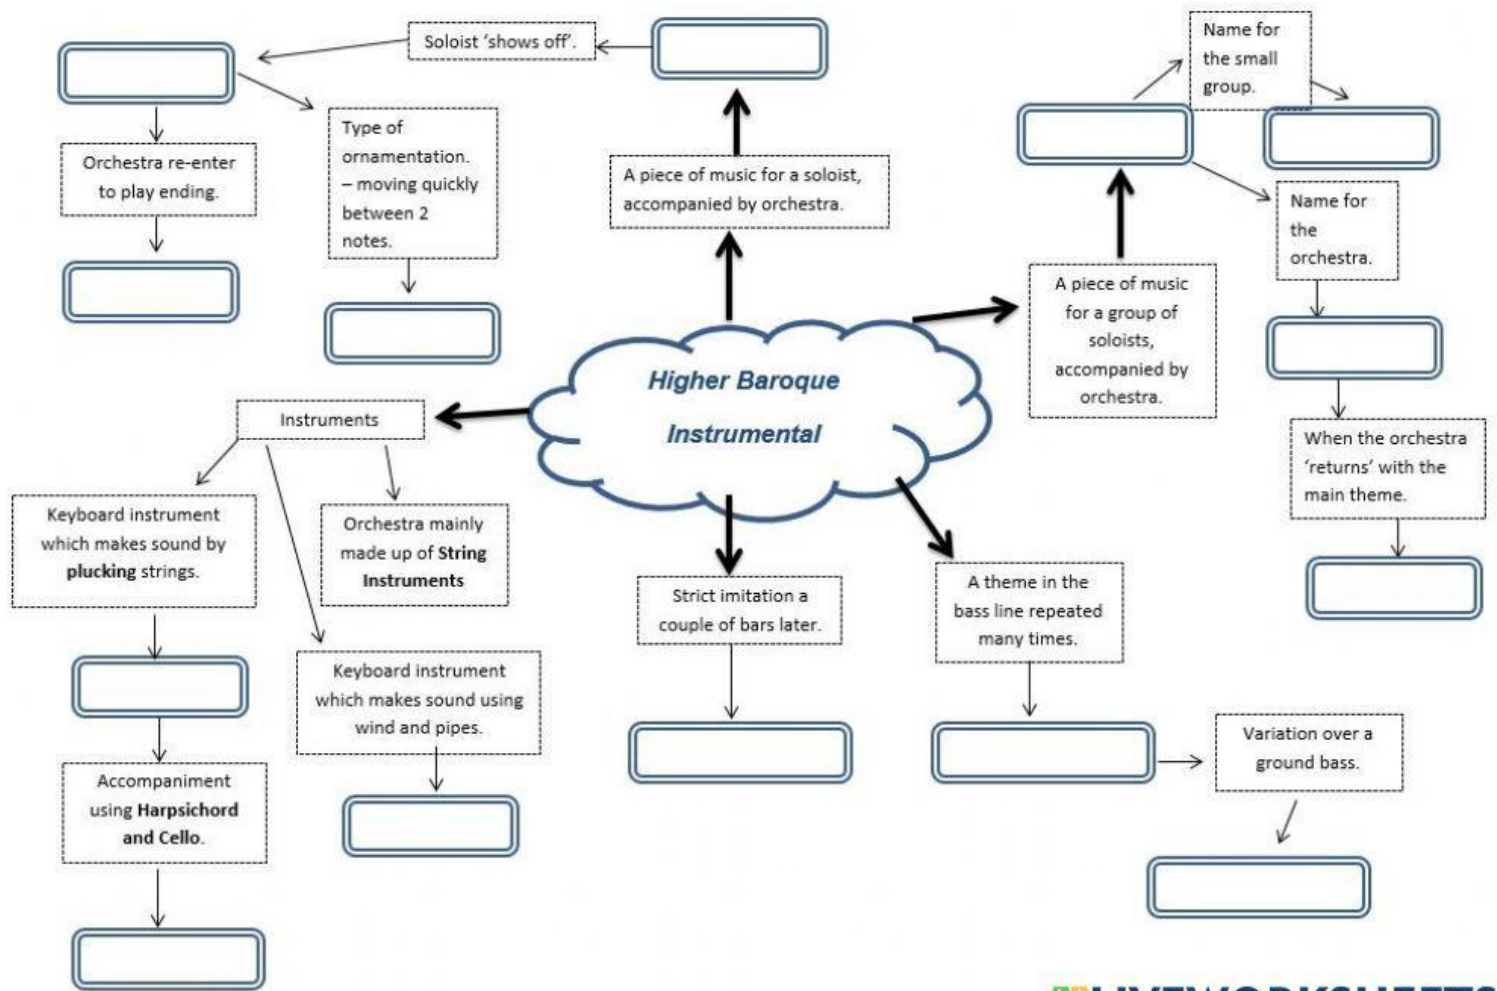 Soloist ‘shows off’.
Name for
the small
group.
Type of
ornamentation.
– moving quickly
between 2
notes.
Orchestra re-enter
to play ending.
A piece of music for a soloist,
accompanied by orchestra.
Name for
the
orchestra.
A piece of music
for a group of
soloists,
accompanied by
orchestra.
Higher Baroque
Instrumental
Instruments
When the orchestra
‘returns’ with the
main theme.
Keyboard instrument
which makes sound by
plucking strings.
Orchestra mainly
made up of String
Instruments
Strict imitation a
couple of bars later.
A theme in the
bass line repeated
many times.
Keyboard instrument
which makes sound using
wind and pipes.
Variation over a
ground bass.
Accompaniment
using Harpsichord
and Cello.
LIVEWORKSHEETS